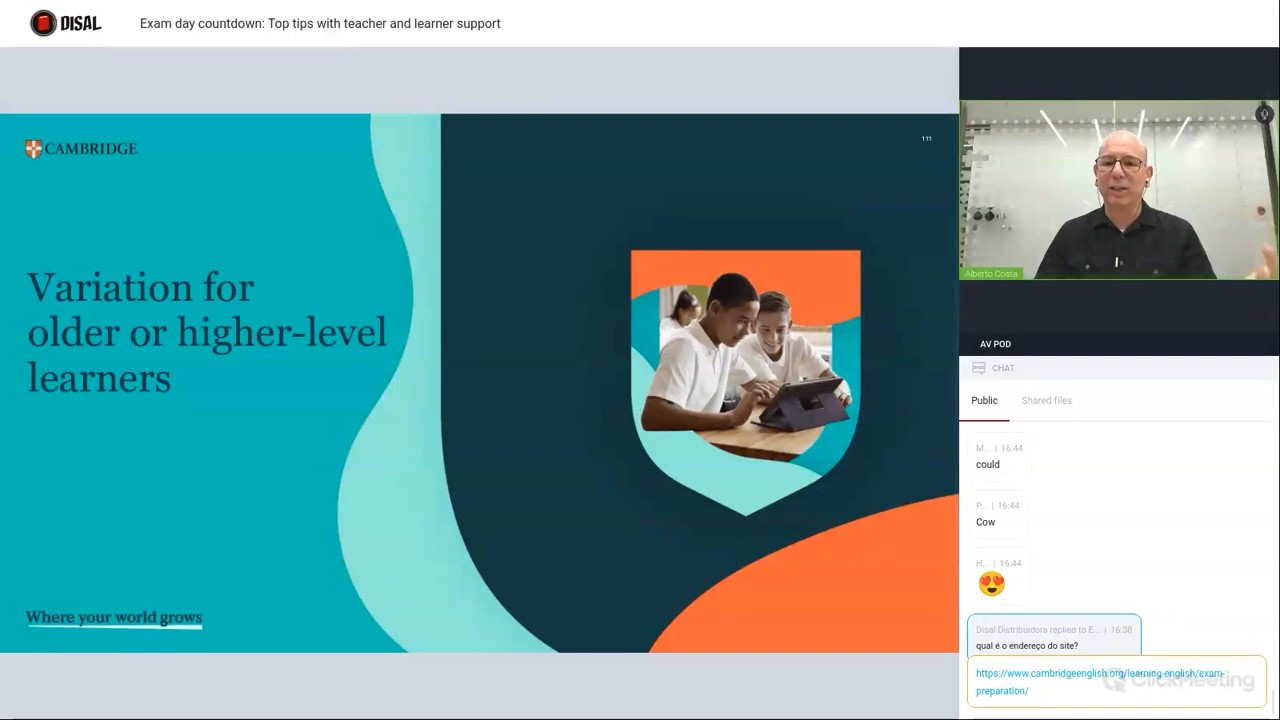 DISAL
Exam day countdown: Top tips with teacher and learner support
CAMBRIDGE
111
Variation for
older or higher-level
learners
Where your world grows
Alberto Costa
AV POD
CHAT
Public
Shared files
M... | 16:44
could
P... | 16:44
Cow
H... | 16:44
Disal Distribuidora replied to E... | 16:38
qual é o endereço do site?
https://www.cambridgeenglish.org/learning-english/exam-
preparation/
ClickMeeting